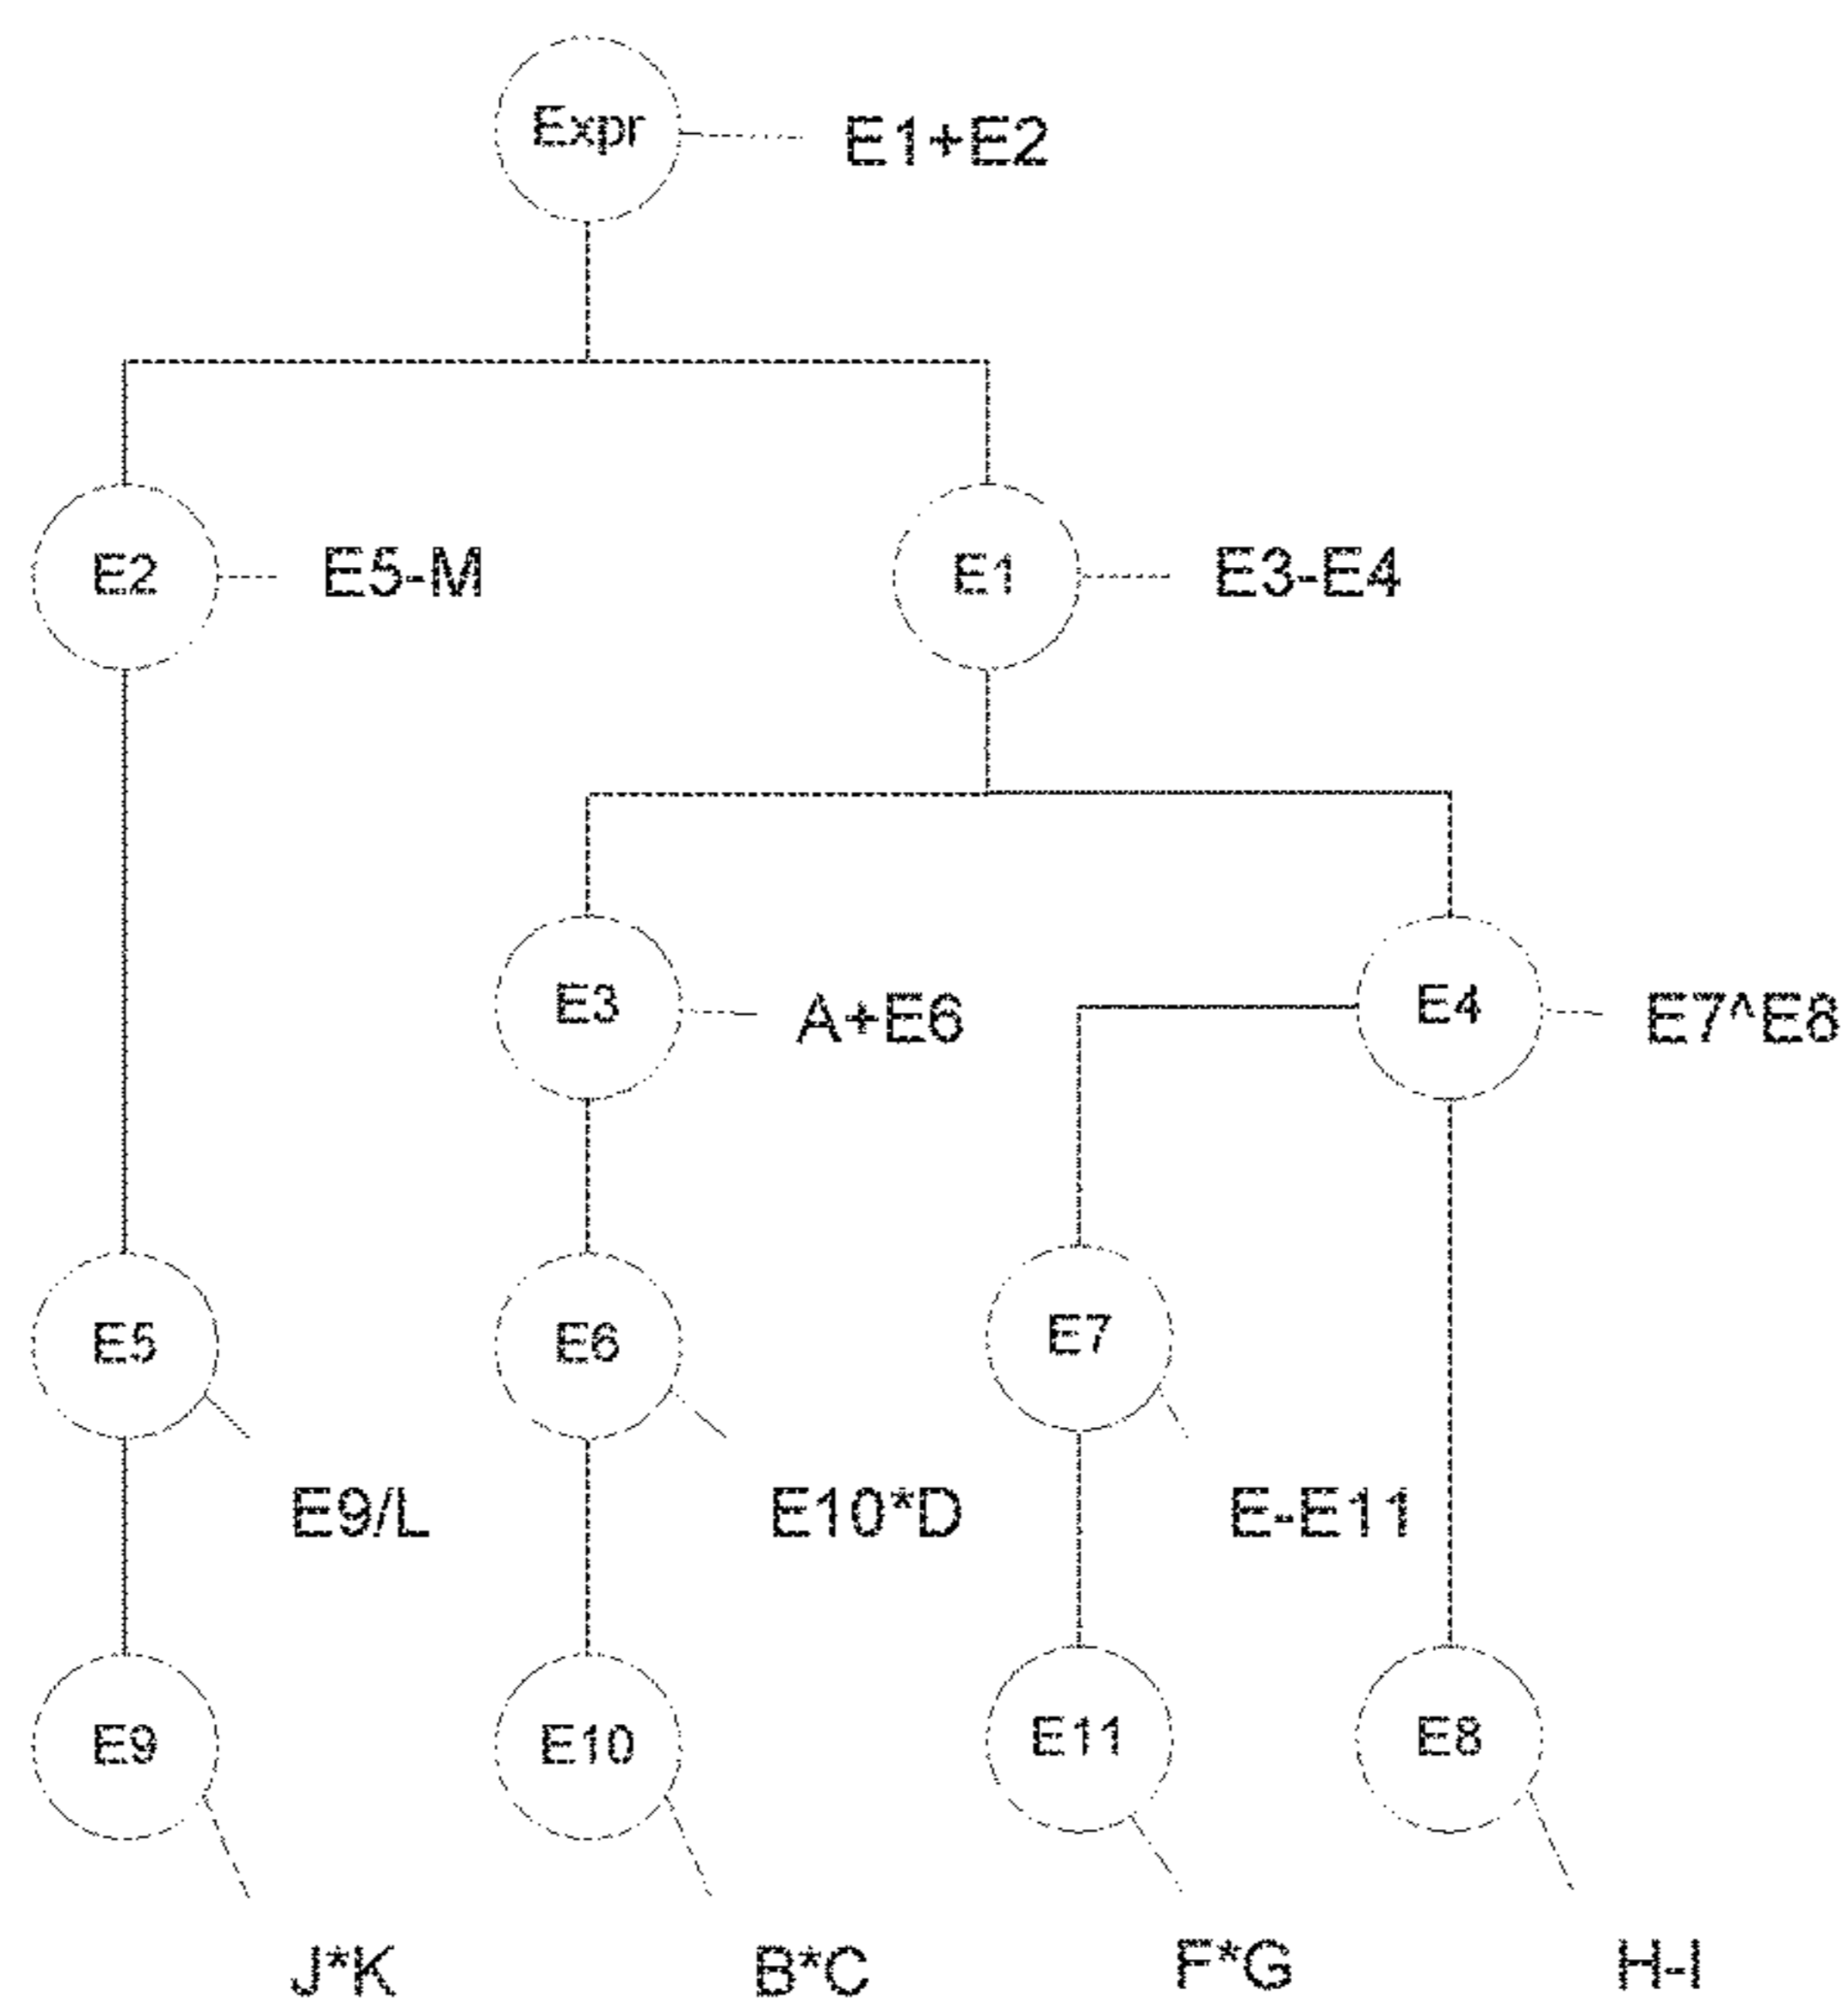 Expr
E1+E2
E2
E5-M
E1
E3-E4
E3
A+E6
E4
E7^E8
E5
E6
E7
E9/L
E10*D
E-E11
E9
E10
E11
E8
J*K
B*C
F*G
H-I